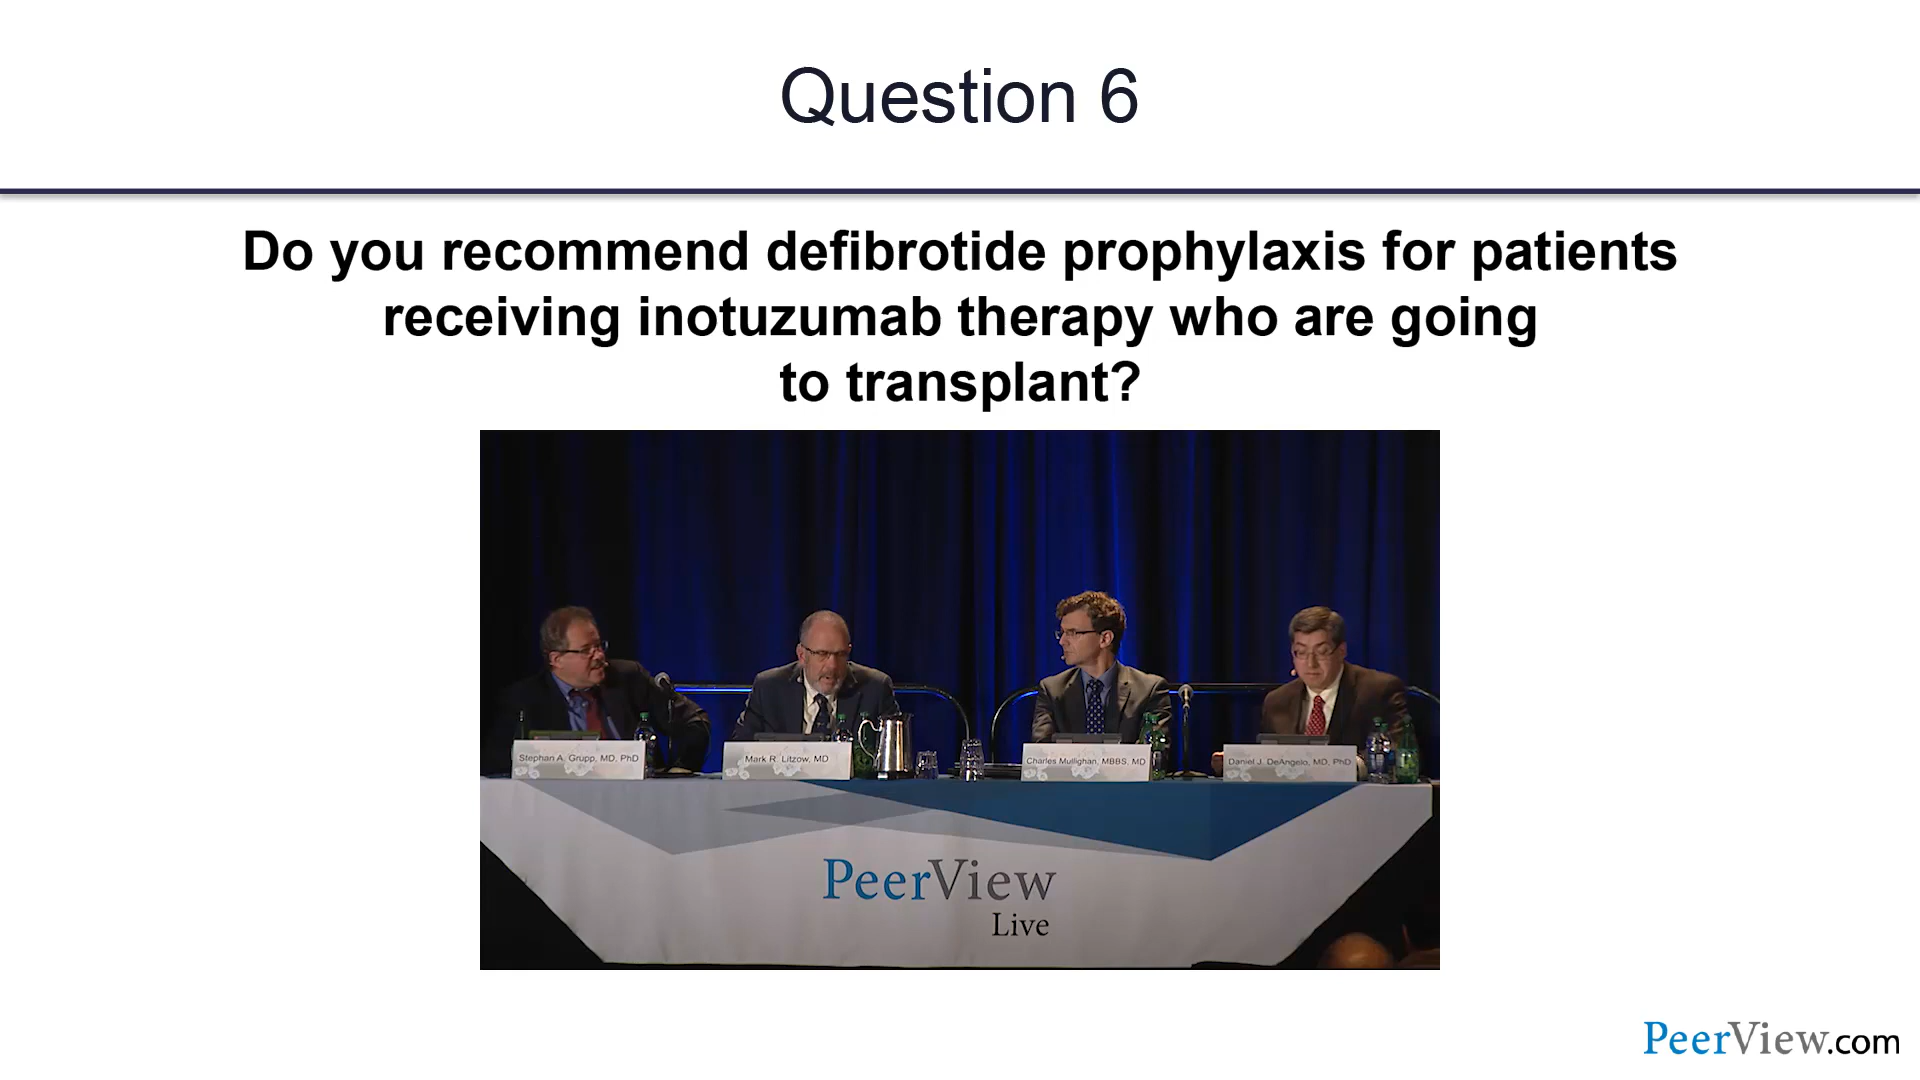 Question 6
Do you recommend defibrotide prophylaxis for patients
receiving inotuzumab therapy who are going
to transplant?
Stephan A. Grupp, MD, PhD
Mark R. Litzow, MD
Charles Mullighan, MBBS, MD
Daniel J. DeAngelo, MD, PhD
PeerView
Live
PeerView.com